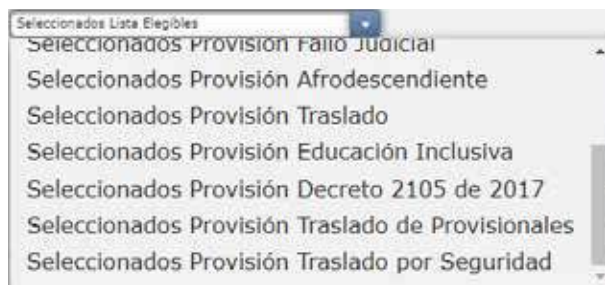 Seleccionados Lista Elegibles
Seleccionados Provisión Fallo Judicial
Seleccionados Provisión Afrodescendiente
Seleccionados Provisión Traslado
Seleccionados Provisión Educación Inclusiva
Seleccionados Provisión Decreto 2105 de 2017
Seleccionados Provisión Traslado de Provisionales
Seleccionados Provisión Traslado por Seguridad